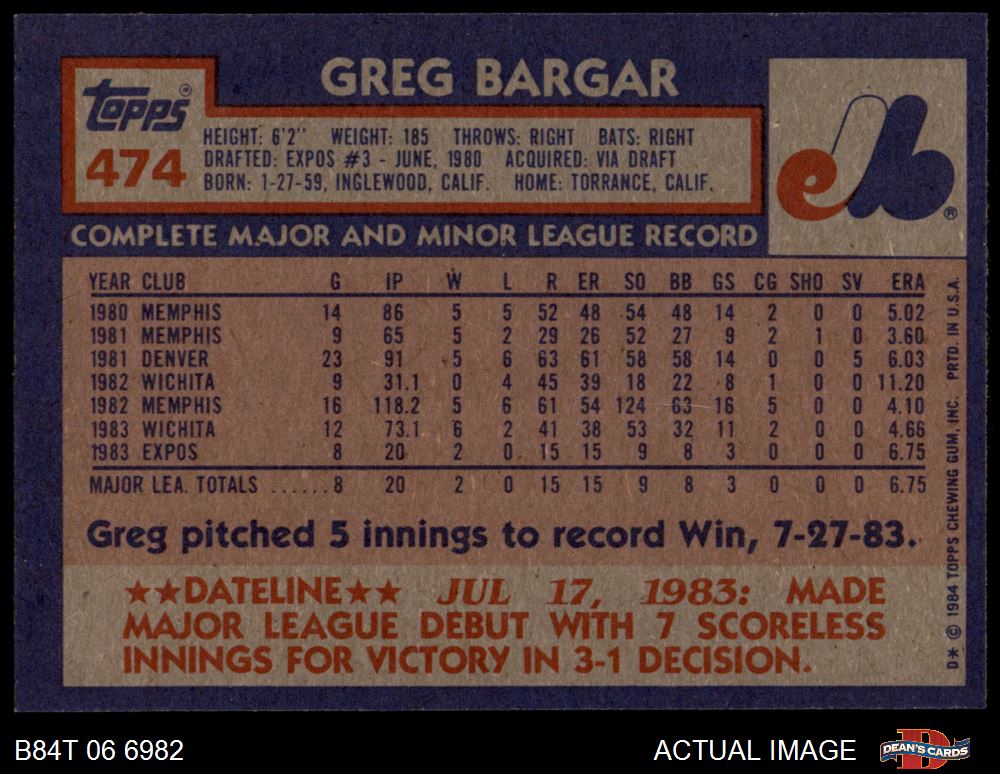 GREG BARGAR
Topps®
474
HEIGHT: 6'2" WEIGHT: 185 THROWS: RIGHT BATS: RIGHT
DRAFTED: EXPOS #3 - JUNE, 1980 ACQUIRED: VIA DRAFT
BORN: 1-27-59, INGLEWOOD, CALIF. HOME: TORRANCE, CALIF.
eb ®
COMPLETE MAJOR AND MINOR LEAGUE RECORD
YEAR CLUB G IP W L R ER SO BB GS CG SHO SV ERA
1980 MEMPHIS 14 86 5 5 52 48 54 48 14 2 0 0 5.02
1981 MEMPHIS 9 65 5 2 29 26 52 27 9 2 1 0 3.60
1981 DENVER 23 91 5 6 63 61 58 58 14 0 0 5 6.03
1982 WICHITA 9 31.1 0 4 45 39 18 22 8 1 0 0 11.20
1982 MEMPHIS 16 118.2 5 6 61 54 124 63 16 5 0 0 4.10
1983 WICHITA 12 73.1 6 2 41 38 53 32 11 2 0 0 4.66
1983 EXPOS 8 20 2 0 15 15 9 8 3 0 0 0 6.75
MAJOR LEA. TOTALS ......8 20 2 0 15 15 9 8 3 0 0 0 6.75
Greg pitched 5 innings to record Win, 7-27-83.
★★DATELINE★★ JUL 17, 1983: MADE
MAJOR LEAGUE DEBUT WITH 7 SCORELESS
INNINGS FOR VICTORY IN 3-1 DECISION.
D* © 1984 TOPPS CHEWING GUM, INC. PRTD. IN U.S.A.
B84T 06 6982
ACTUAL IMAGE
DEAN'S CARDS